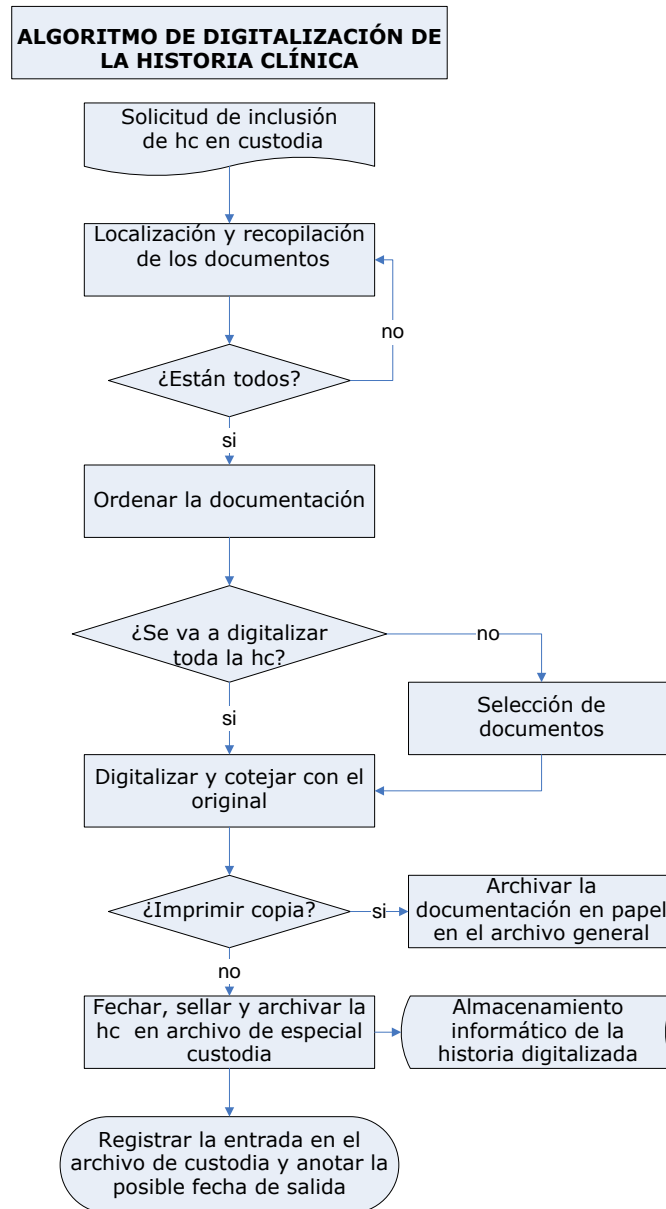 ALGORITMO DE DIGITALIZACIÓN DE
LA HISTORIA CLÍNICA
Solicitud de inclusión
de hc en custodia
Localización y recopilación
de los documentos
no
¿Están todos?
si
Ordenar la documentación
¿Se va a digitalizar
toda la hc?
no
si
Selección de
documentos
Digitalizar y cotejar con el
original
¿Imprimir copia?
si
Archivar la
documentación en papel
en el archivo general
no
Fechar, sellar y archivar la
hc en archivo de especial
custodia
Almacenamiento
informático de la
historia digitalizada
Registrar la entrada en el
archivo de custodia y anotar la
posible fecha de salida